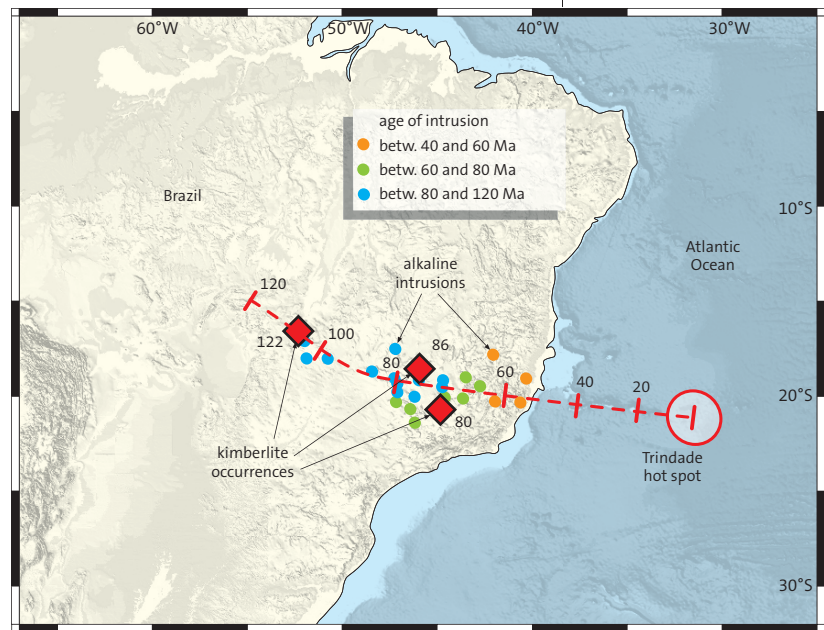 60°W
50°W
40°W
30°W
age of intrusion
betw. 40 and 60 Ma
betw. 60 and 80 Ma
betw. 80 and 120 Ma
Brazil
10°S
Atlantic
Ocean
alkaline
intrusions
120
122
100
86
80
60
40
20
20°S
80
kimberlite
occurrences
Trindade
hot spot
30°S